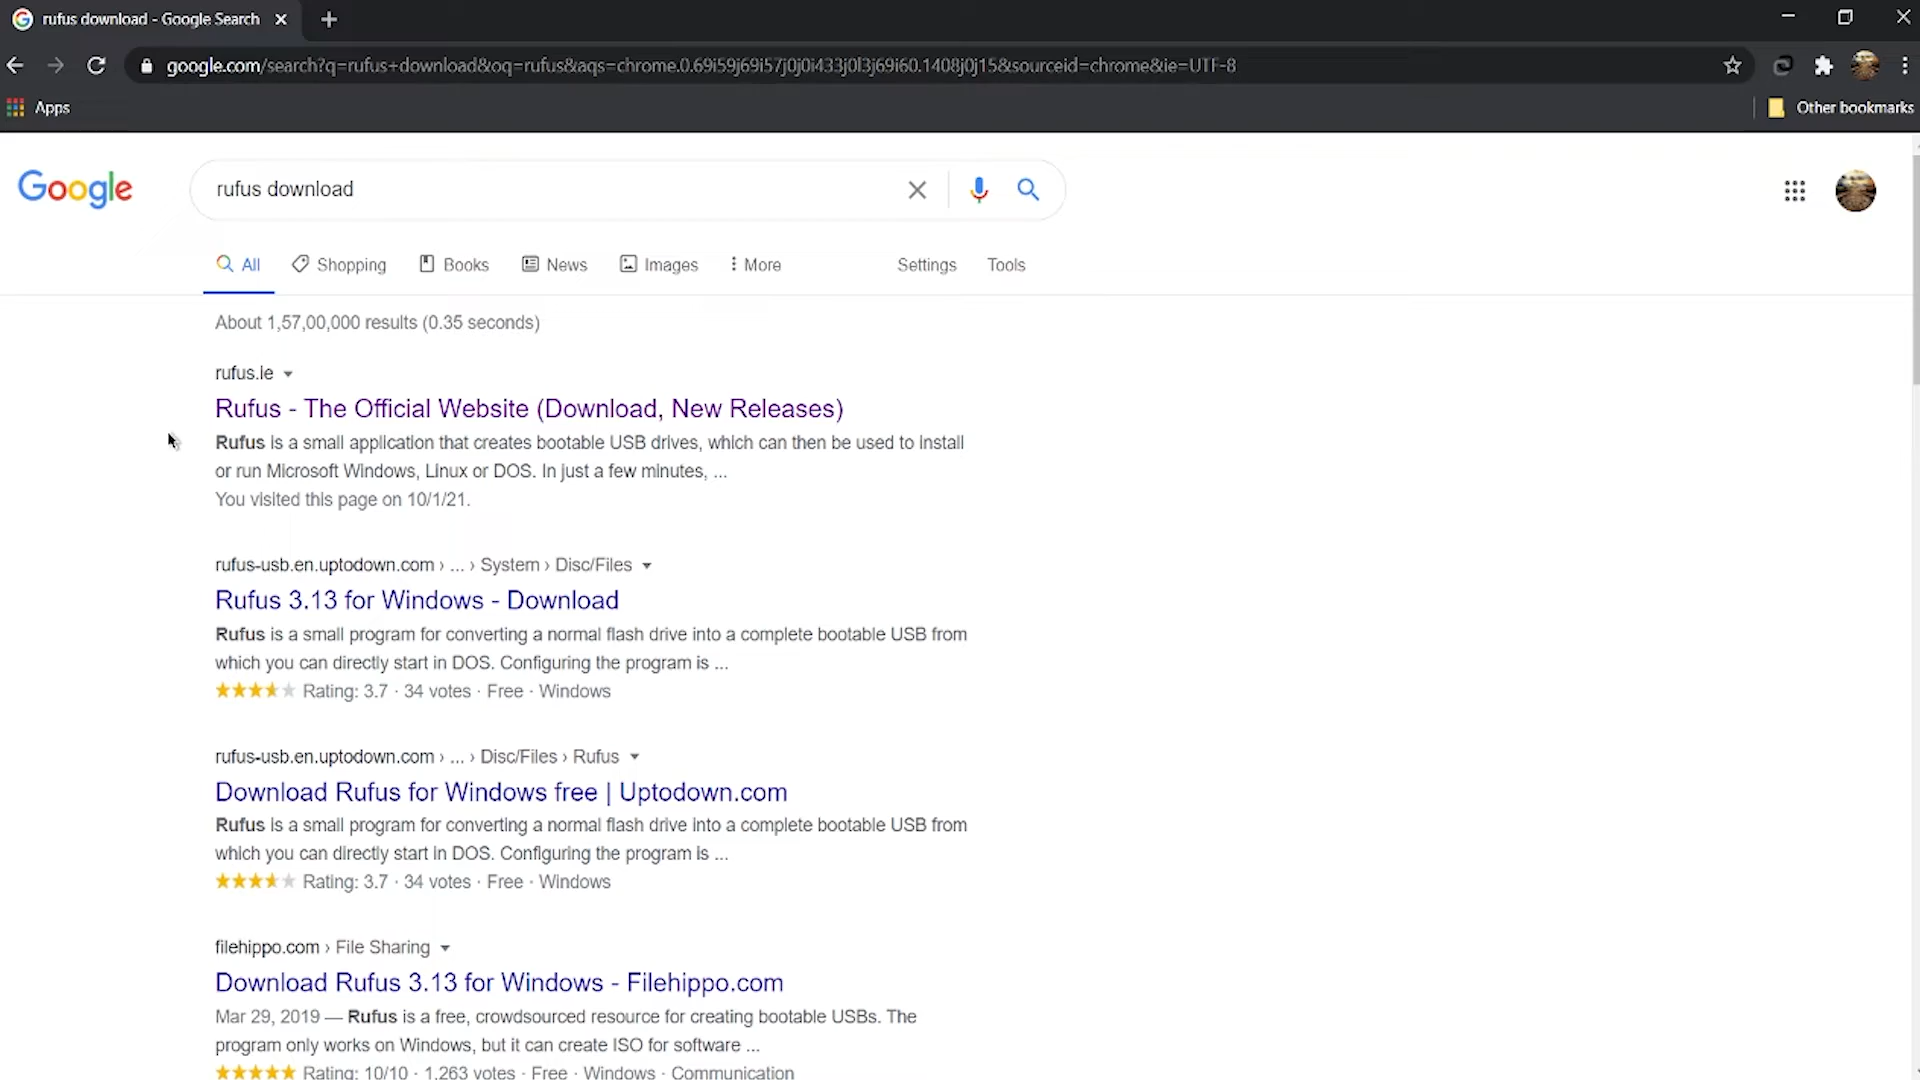 rufus download - Google Search
google.com/search?q=rufus+download&oq=rufus&aqs=chrome.0.69i59j69i57j0j0i433j0l3j69i60.1408j0j15&sourceid=chrome&ie=UTF-8
Apps
Other bookmarks
Google
rufus download
All Shopping Books News Images More Settings Tools
About 1,57,00,000 results (0.35 seconds)
rufus.ie
Rufus - The Official Website (Download, New Releases)
Rufus is a small application that creates bootable USB drives, which can then be used to install
or run Microsoft Windows, Linux or DOS. In just a few minutes, ...
You visited this page on 10/1/21.
rufus-usb.en.uptodown.com › ... › System › Disc/Files
Rufus 3.13 for Windows - Download
Rufus is a small program for converting a normal flash drive into a complete bootable USB from
which you can directly start in DOS. Configuring the program is ...
Rating: 3.7 · 34 votes · Free · Windows
rufus-usb.en.uptodown.com › ... › Disc/Files › Rufus
Download Rufus for Windows free | Uptodown.com
Rufus is a small program for converting a normal flash drive into a complete bootable USB from
which you can directly start in DOS. Configuring the program is ...
Rating: 3.7 · 34 votes · Free · Windows
filehippo.com › File Sharing
Download Rufus 3.13 for Windows - Filehippo.com
Mar 29, 2019 — Rufus is a free, crowdsourced resource for creating bootable USBs. The
program only works on Windows, but it can create ISO for software ...
Rating: 10/10 · 1,263 votes · Free · Windows · Communication